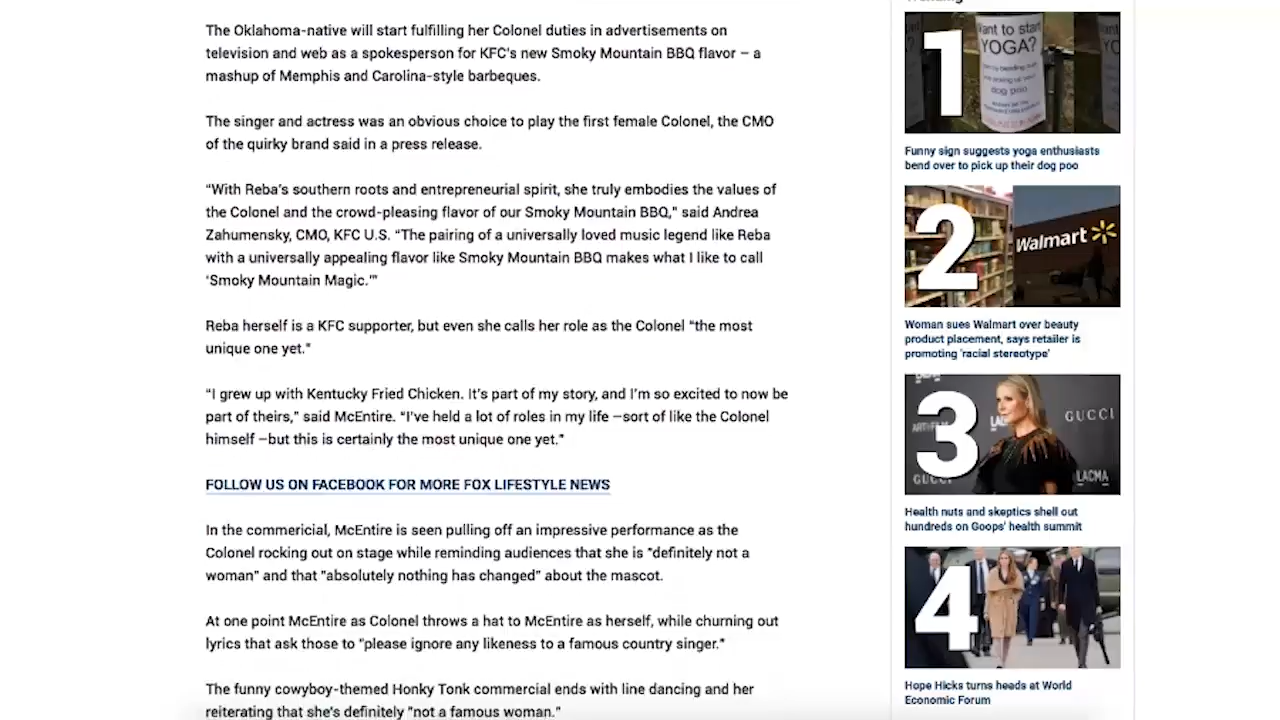 The Oklahoma-native will start fulfilling her Colonel duties in advertisements on
television and web as a spokesperson for KFC's new Smoky Mountain BBQ flavor – a
mashup of Memphis and Carolina-style barbeques.
The singer and actress was an obvious choice to play the first female Colonel, the CMO
of the quirky brand said in a press release.
“With Reba’s southern roots and entrepreneurial spirit, she truly embodies the values of
the Colonel and the crowd-pleasing flavor of our Smoky Mountain BBQ,” said Andrea
Zahumensky, CMO, KFC U.S. “The pairing of a universally loved music legend like Reba
with a universally appealing flavor like Smoky Mountain BBQ makes what I like to call
‘Smoky Mountain Magic.’”
Reba herself is a KFC supporter, but even she calls her role as the Colonel “the most
unique one yet.”
“I grew up with Kentucky Fried Chicken. It’s part of my story, and I’m so excited to now be
part of theirs,” said McEntire. “I’ve held a lot of roles in my life –sort of like the Colonel
himself –but this is certainly the most unique one yet.”
FOLLOW US ON FACEBOOK FOR MORE FOX LIFESTYLE NEWS
In the commericial, McEntire is seen pulling off an impressive performance as the
Colonel rocking out on stage while reminding audiences that she is "definitely not a
woman" and that "absolutely nothing has changed" about the mascot.
At one point McEntire as Colonel throws a hat to McEntire as herself, while churning out
lyrics that ask those to "please ignore any likeness to a famous country singer."
The funny cowyboy-themed Honky Tonk commercial ends with line dancing and her
reiterating that she's definitely "not a famous woman."
1
ant to start
YOGA?
dog poo
Funny sign suggests yoga enthusiasts
bend over to pick up their dog poo
2
Walmart
Woman sues Walmart over beauty
product placement, says retailer is
promoting 'racial stereotype'
3
GUCCI
GUCCI
LACMA
Health nuts and skeptics shell out
hundreds on Goops' health summit
4
Hope Hicks turns heads at World
Economic Forum